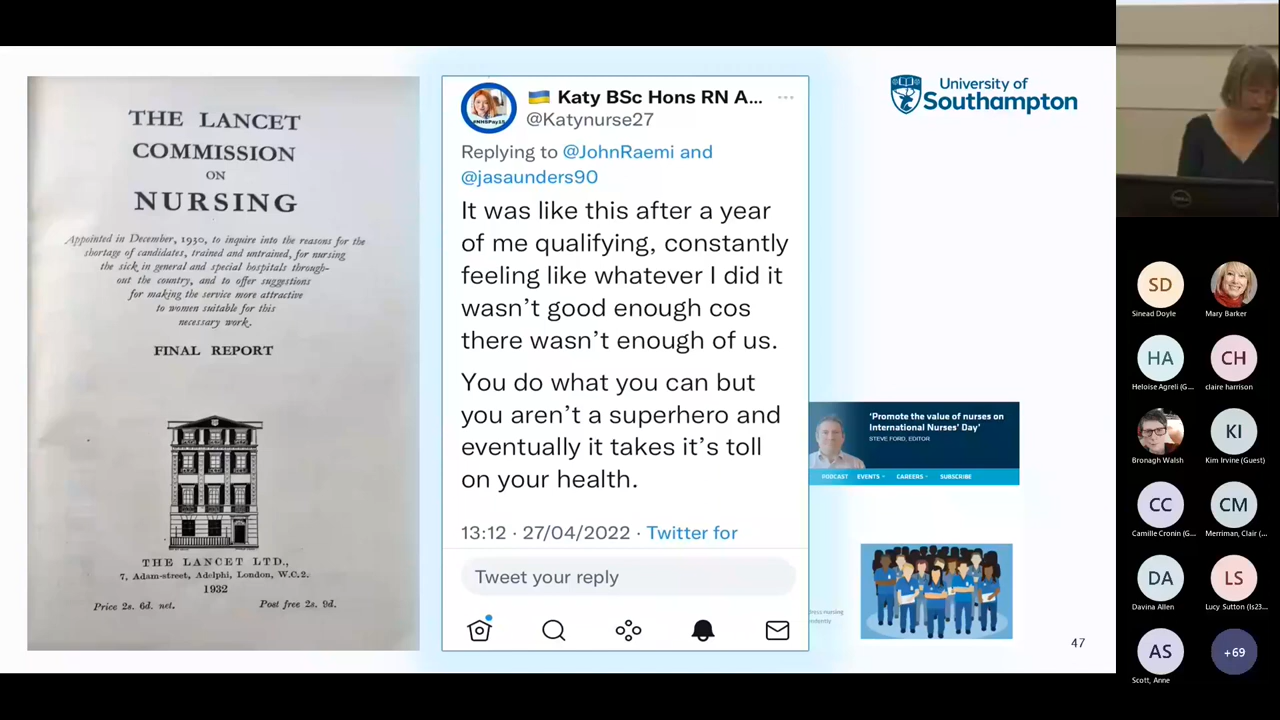 THE LANCET
COMMISSION
ON
NURSING
Appointed in December, 1930, to inquire into the reasons for the
shortage of candidates, trained and untrained, for nursing
the sick in general and special hospitals through-
out the country, and to offer suggestions
for making the service more attractive
to women suitable for this
necessary work.
FINAL REPORT
THE LANCET LTD.,
7, Adam-street, Adelphi, London, W.C.2.
1932
Price 2s. 6d. net. Post free 2s. 9d.
🇺🇦 Katy BSc Hons RN A...
@Katynurse27
Replying to @JohnRaemi and
@jasaunders90
It was like this after a year
of me qualifying, constantly
feeling like whatever I did it
wasn't good enough cos
there wasn't enough of us.
You do what you can but
you aren't a superhero and
eventually it takes it's toll
on your health.
13:12 · 27/04/2022 · Twitter for
Tweet your reply
University of
Southampton
'Promote the value of nurses on
International Nurses' Day'
STEVE FORD, EDITOR
PODCAST EVENTS CAREERS SUBSCRIBE
47
DELL
SD
Sinead Doyle
Mary Barker
HA
Heloise Agreli (G...
CH
claire harrison
Bronagh Walsh
KI
Kim Irvine (Guest)
CC
Camille Cronin (G...
CM
Merriman, Clair (...
DA
Davina Allen
LS
Lucy Sutton (ls23...
AS
Scott, Anne
+69